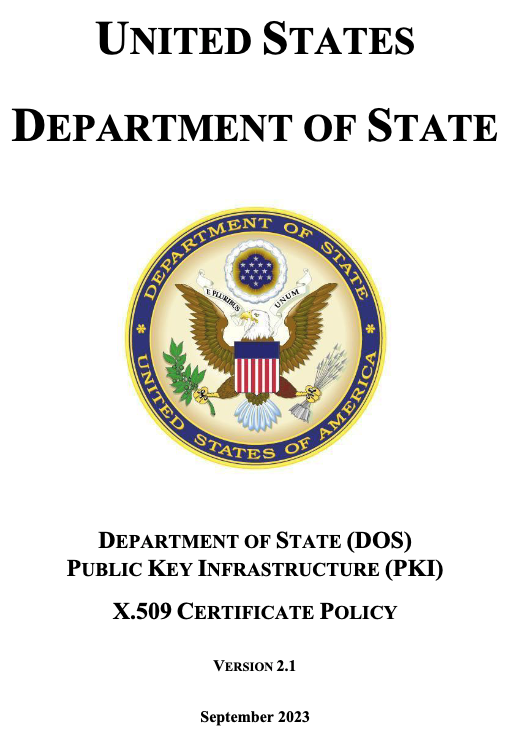 UNITED STATES
DEPARTMENT OF STATE
DEPARTMENT OF STATE
E PLURIBUS UNUM
UNITED STATES OF AMERICA
DEPARTMENT OF STATE (DOS)
PUBLIC KEY INFRASTRUCTURE (PKI)
X.509 CERTIFICATE POLICY
VERSION 2.1
September 2023